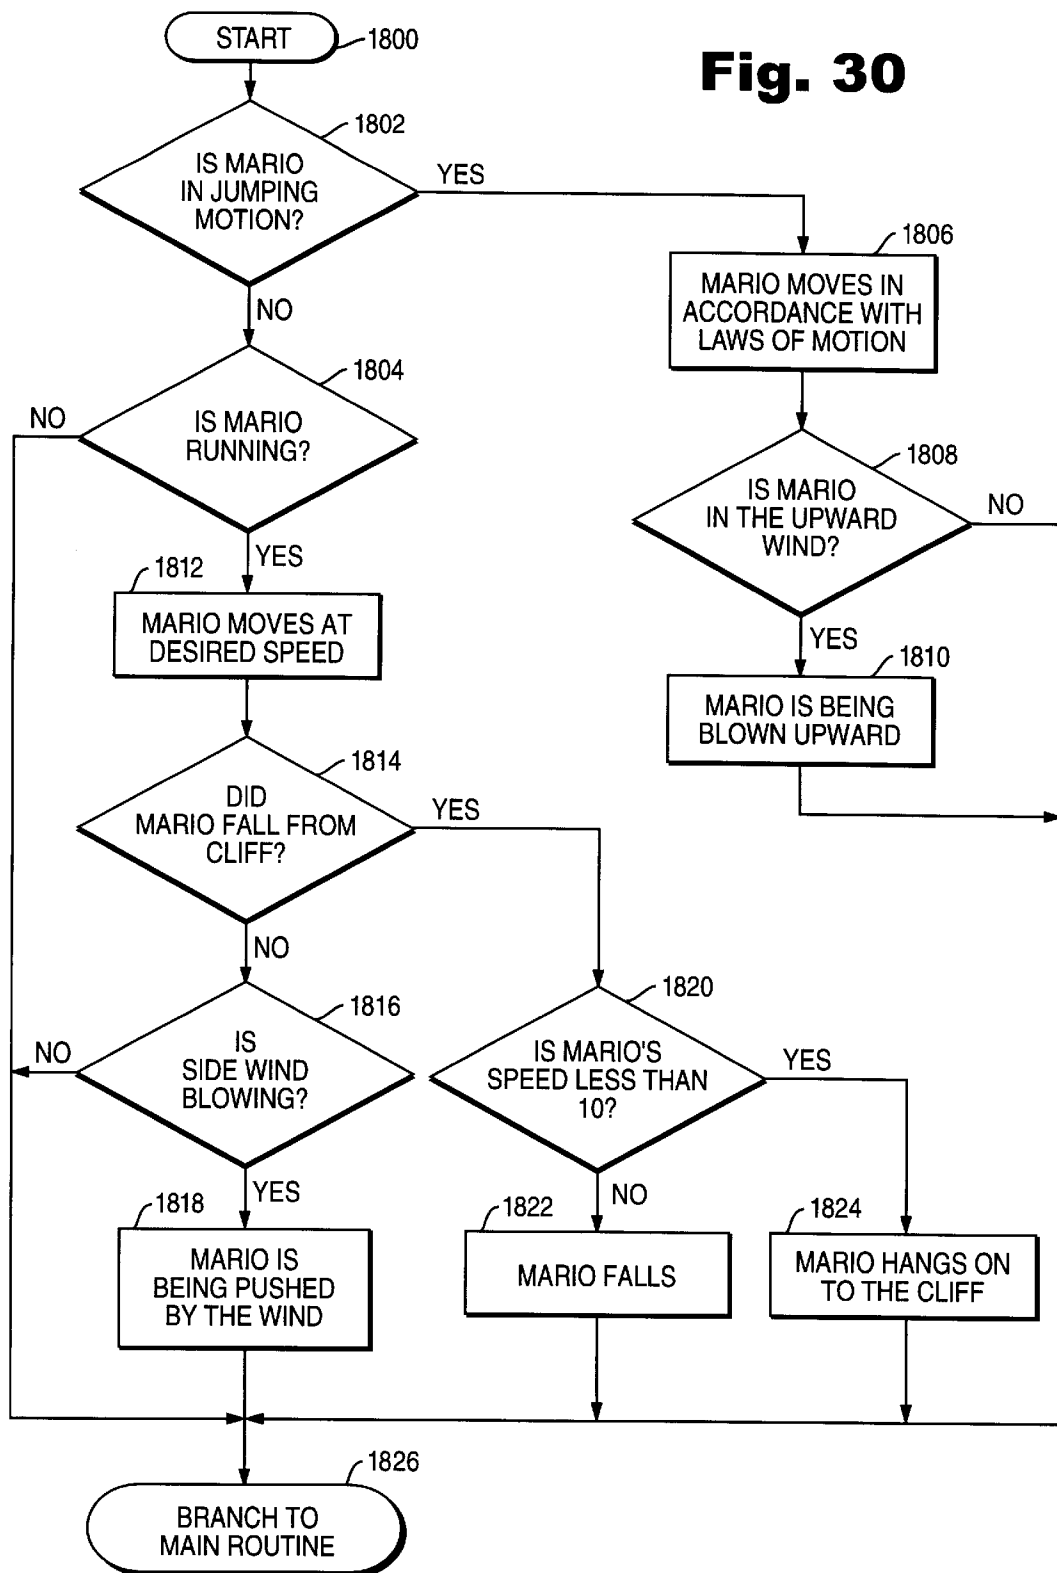 START
1800
Fig. 30
1802
IS MARIO
IN JUMPING
MOTION?
YES
NO
1806
MARIO MOVES IN
ACCORDANCE WITH
LAWS OF MOTION
1804
IS MARIO
RUNNING?
NO
YES
1808
IS MARIO
IN THE UPWARD
WIND?
NO
YES
1812
MARIO MOVES AT
DESIRED SPEED
1810
MARIO IS BEING
BLOWN UPWARD
1814
DID
MARIO FALL FROM
CLIFF?
YES
NO
1816
IS
SIDE WIND
BLOWING?
NO
YES
1820
IS MARIO'S
SPEED LESS THAN
10?
YES
NO
1818
MARIO IS
BEING PUSHED
BY THE WIND
1822
MARIO FALLS
1824
MARIO HANGS ON
TO THE CLIFF
1826
BRANCH TO
MAIN ROUTINE